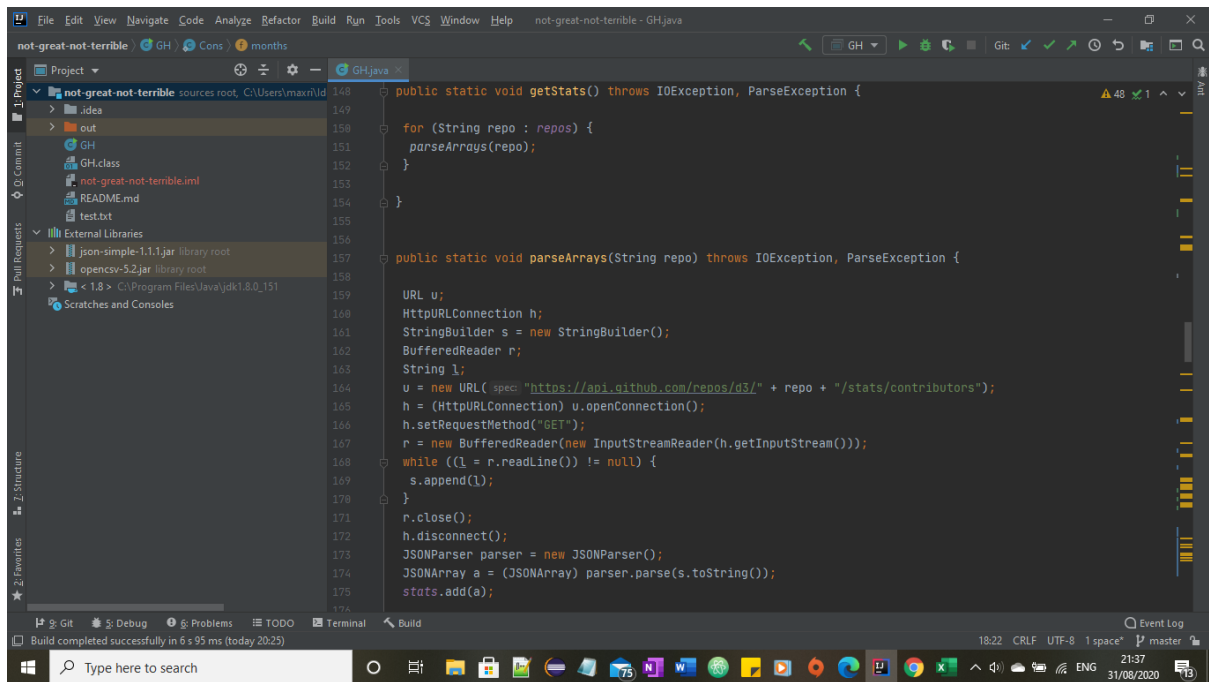 File Edit View Navigate Code Analyze Refactor Build Run Tools VCS Window Help not-great-not-terrible - GH.java
not-great-not-terrible GH Cons months GH Git:
1: Project
0: Commit
Pull Requests
7: Structure
2: Favorites
Project
not-great-not-terrible sources root, C:\Users\maxri\Id
.idea
out
GH
GH.class
not-great-not-terrible.iml
README.md
test.txt
External Libraries
json-simple-1.1.1.jar library root
opencsv-5.2.jar library root
< 1.8 > C:\Program Files\Java\jdk1.8.0_151
Scratches and Consoles
GH.java
48 1
Ant
148 public static void getStats() throws IOException, ParseException {
149
150 for (String repo : repos) {
151 parseArrays(repo);
152 }
153
154 }
155
156
157 public static void parseArrays(String repo) throws IOException, ParseException {
158
159 URL u;
160 HttpURLConnection h;
161 StringBuilder s = new StringBuilder();
162 BufferedReader r;
163 String l;
164 u = new URL( spec: "https://api.github.com/repos/d3/" + repo + "/stats/contributors");
165 h = (HttpURLConnection) u.openConnection();
166 h.setRequestMethod("GET");
167 r = new BufferedReader(new InputStreamReader(h.getInputStream()));
168 while ((l = r.readLine()) != null) {
169 s.append(l);
170 }
171 r.close();
172 h.disconnect();
173 JSONParser parser = new JSONParser();
174 JSONArray a = (JSONArray) parser.parse(s.toString());
175 stats.add(a);
176
9: Git 5: Debug 6: Problems TODO Terminal Build Event Log
Build completed successfully in 6 s 95 ms (today 20:25) 18:22 CRLF UTF-8 1 space* master
Type here to search 75 ENG 21:37
31/08/2020 13